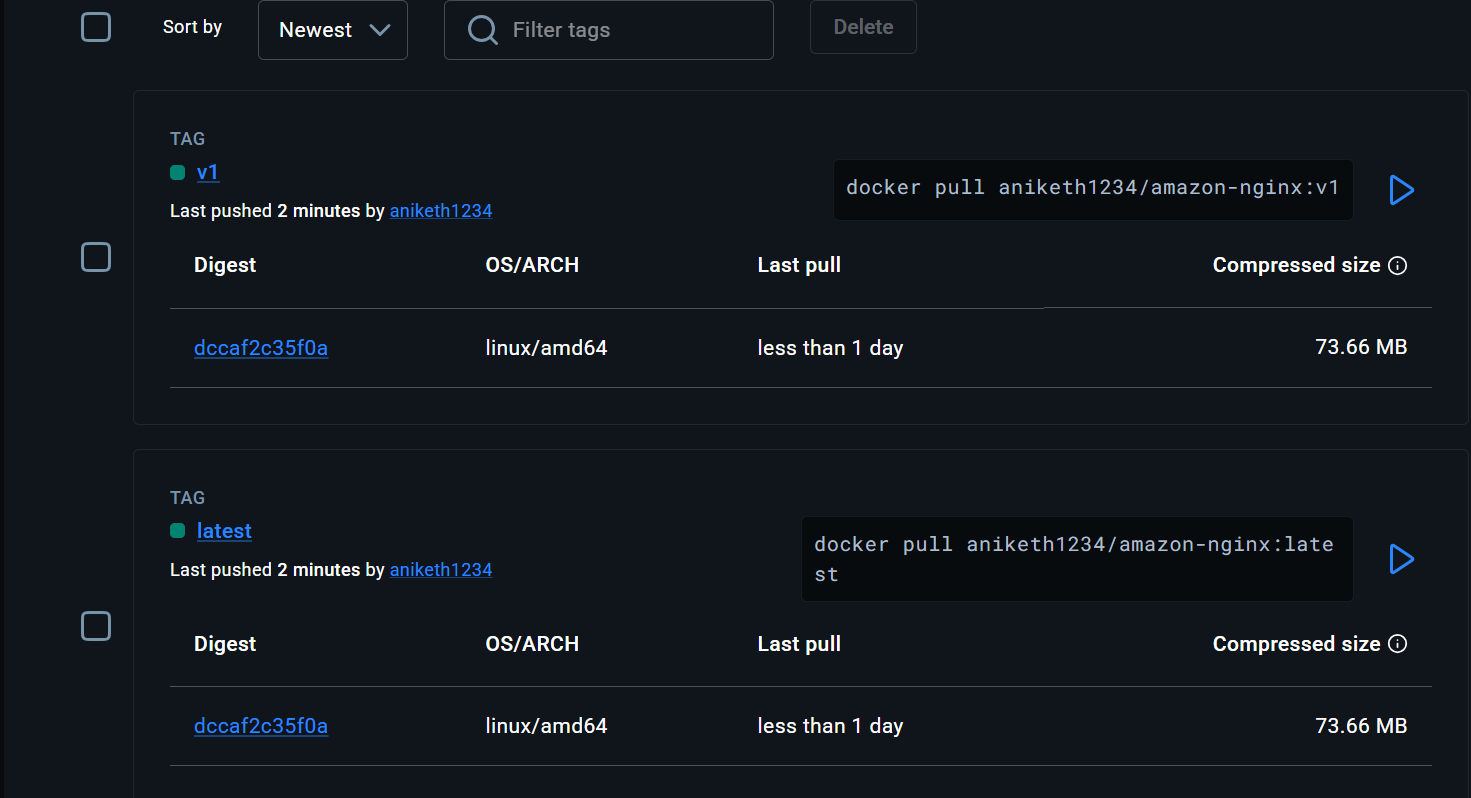 Sort by Newest Filter tags Delete
TAG
v1
docker pull aniketh1234/amazon-nginx:v1
Last pushed 2 minutes by aniketh1234
Digest OS/ARCH Last pull Compressed size
dccaf2c35f0a linux/amd64 less than 1 day 73.66 MB
TAG
latest
docker pull aniketh1234/amazon-nginx:late
st
Last pushed 2 minutes by aniketh1234
Digest OS/ARCH Last pull Compressed size
dccaf2c35f0a linux/amd64 less than 1 day 73.66 MB